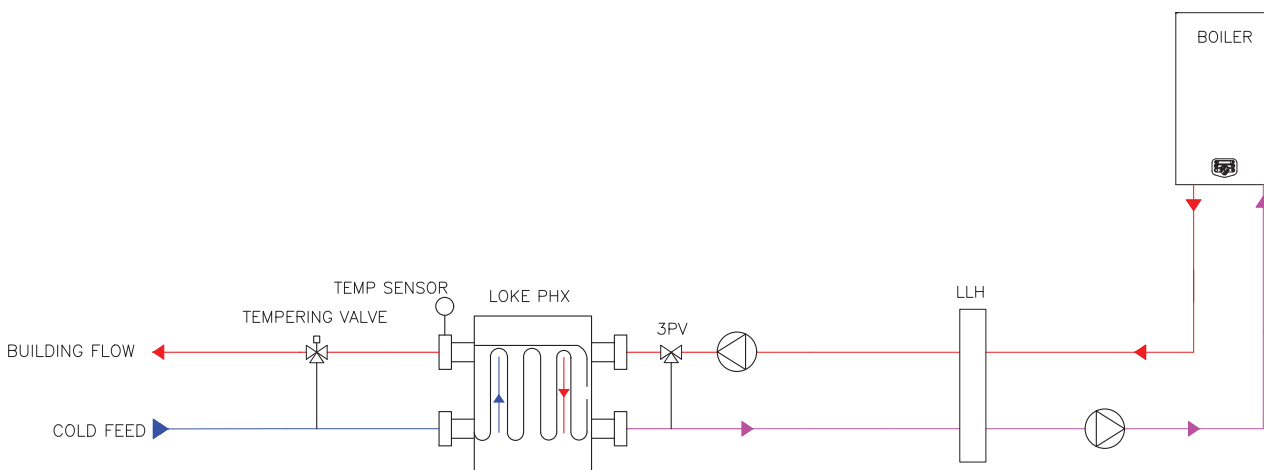 BOILER
TEMP SENSOR
LOKE PHX
LLH
TEMPERING VALVE
3PV
BUILDING FLOW
COLD FEED